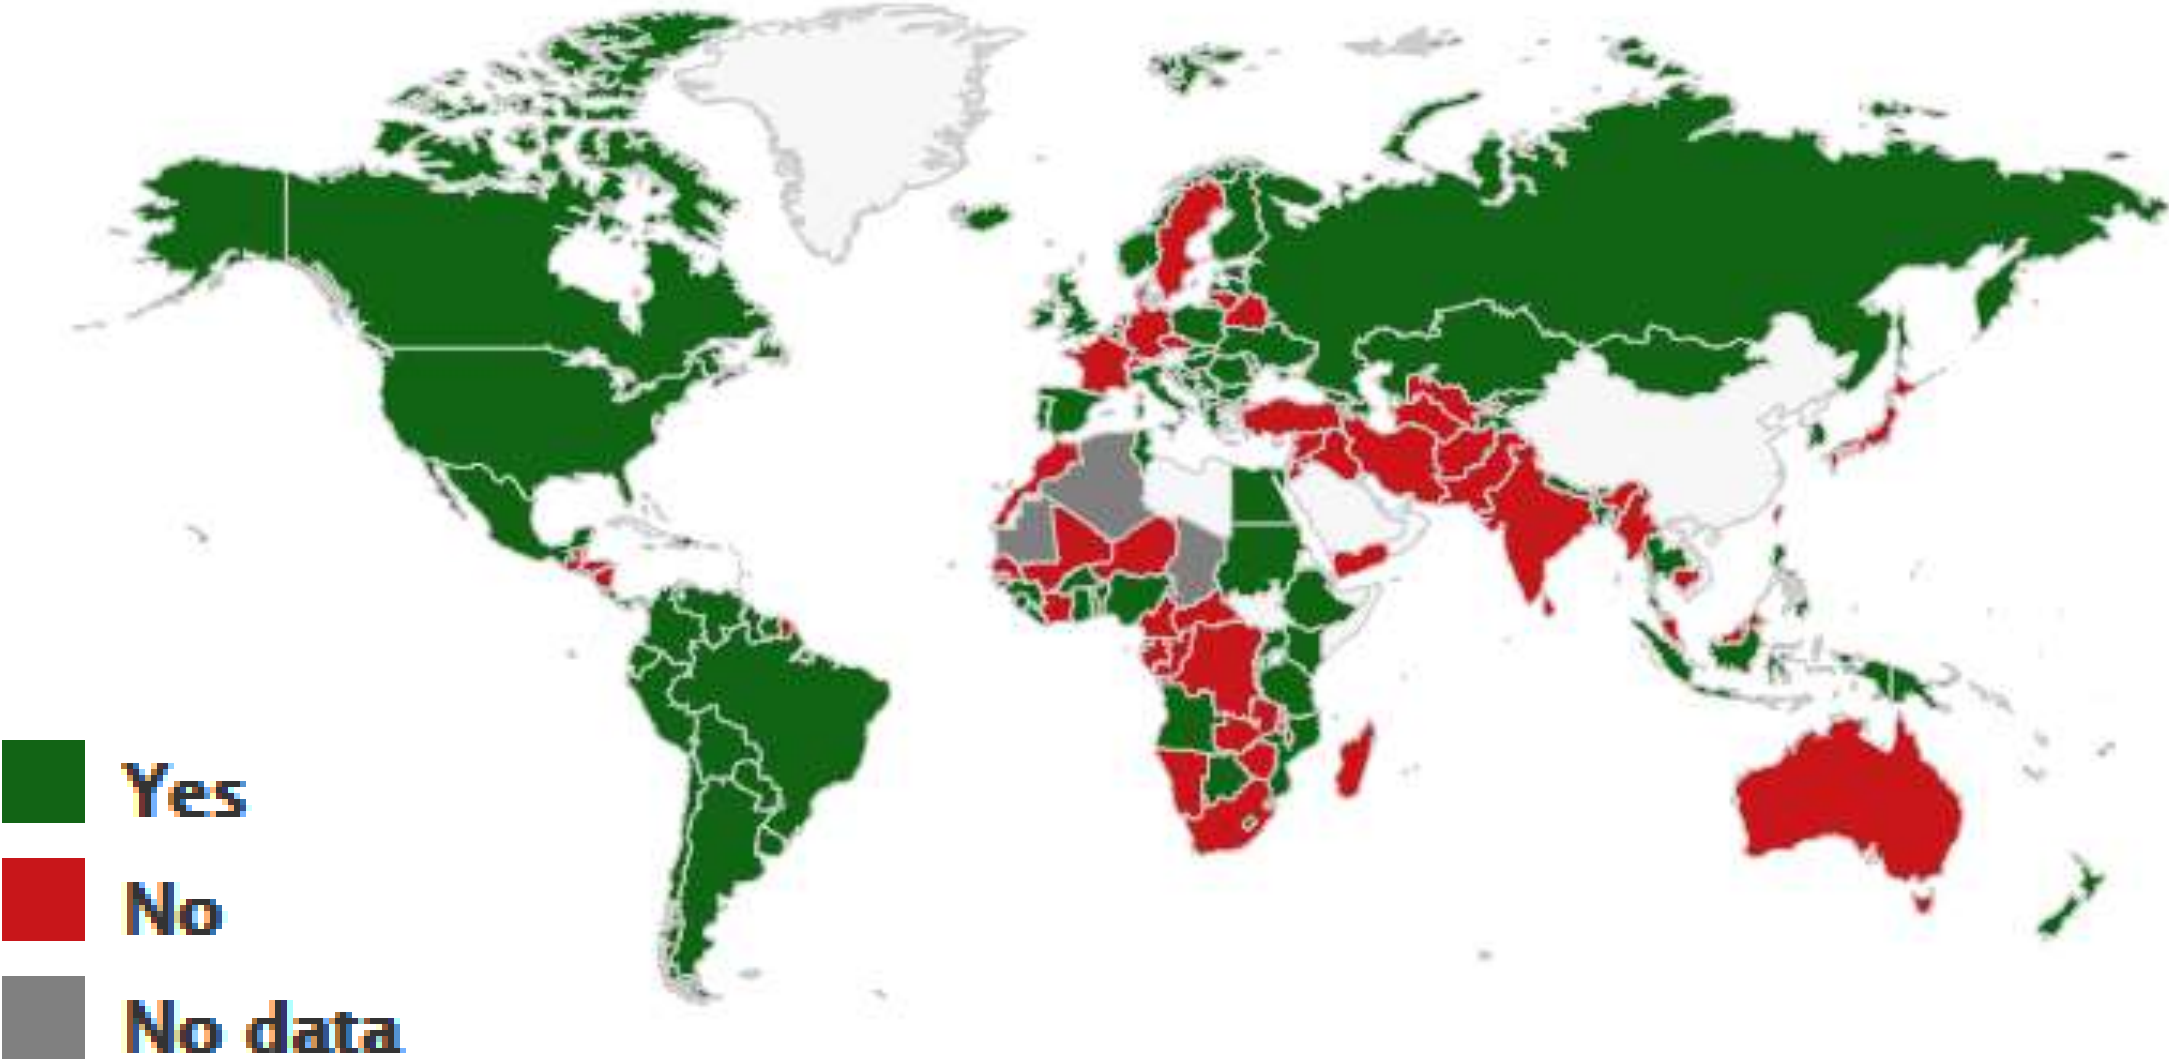 Yes
No
No data